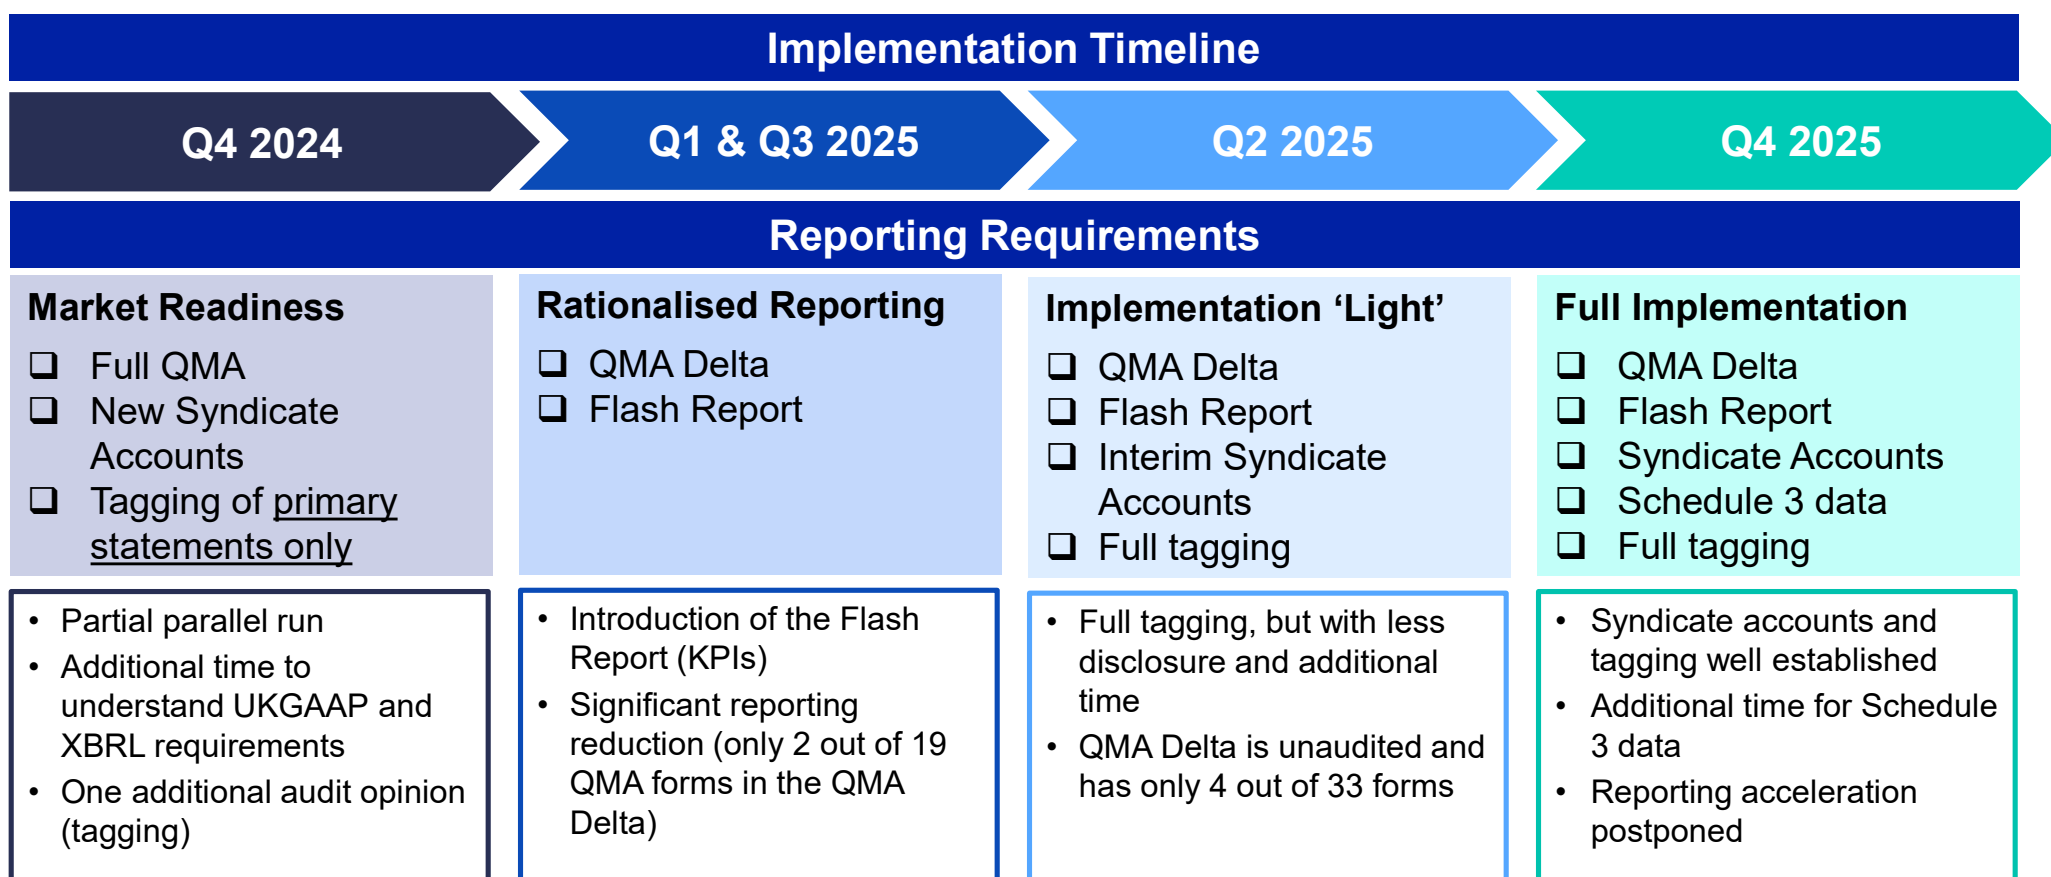 Implementation Timeline
Q4 2024
Q1 & Q3 2025
Q2 2025
Q4 2025
Reporting Requirements
Market Readiness
❑ Full QMA
❑ New Syndicate
Accounts
❑ Tagging of primary
statements only
Rationalised Reporting
❑ QMA Delta
❑ Flash Report
Implementation ‘Light’
❑ QMA Delta
❑ Flash Report
❑ Interim Syndicate
Accounts
❑ Full tagging
Full Implementation
❑ QMA Delta
❑ Flash Report
❑ Syndicate Accounts
❑ Schedule 3 data
❑ Full tagging
• Partial parallel run
• Additional time to
understand UKGAAP and
XBRL requirements
• One additional audit opinion
(tagging)
• Introduction of the Flash
Report (KPIs)
• Significant reporting
reduction (only 2 out of 19
QMA forms in the QMA
Delta)
• Full tagging, but with less
disclosure and additional
time
• QMA Delta is unaudited and
has only 4 out of 33 forms
• Syndicate accounts and
tagging well established
• Additional time for Schedule
3 data
• Reporting acceleration
postponed